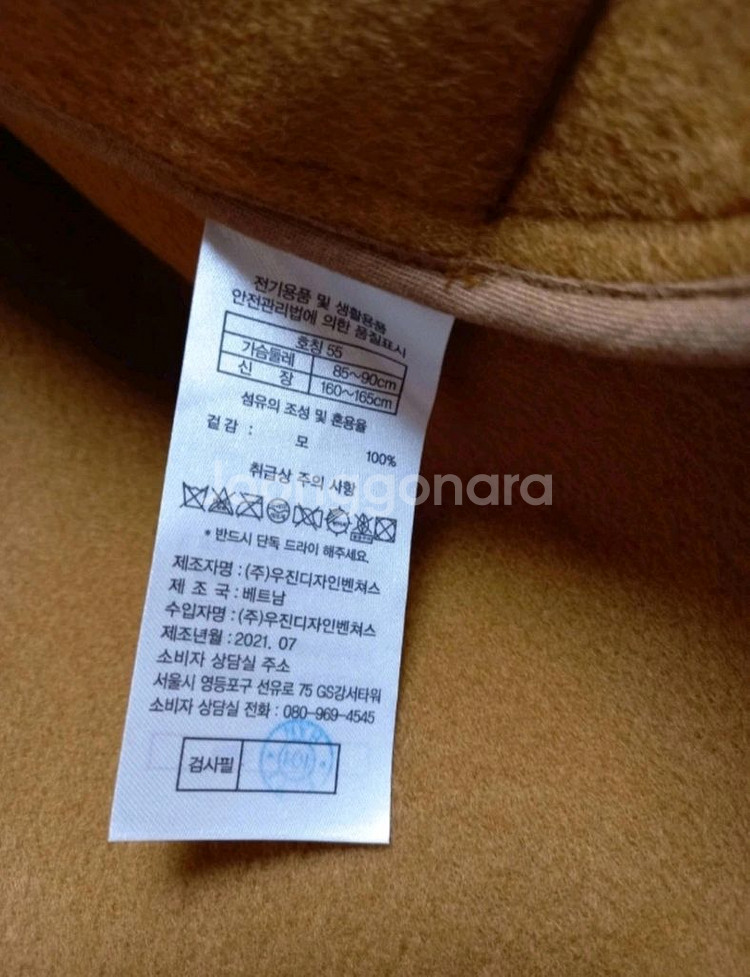 전기용품 및 생활용품
안전관리법에 의한 품질표시
호칭 55
가슴둘레 85~90cm
신 장 160~165cm
섬유의 조성 및 혼용율
겉감 : 모 100%
취급상 주의 사항
joonggonara
* 반드시 단독 드라이 해주세요.
제조자명 : (주)우진디자인벤쳐스
제 조 국 : 베트남
수입자명 : (주)우진디자인벤쳐스
제조년월 : 2021. 07
소비자 상담실 주소
서울시 영등포구 선유로 75 GS강서타워
소비자 상담실 전화 : 080-969-4545
검사필